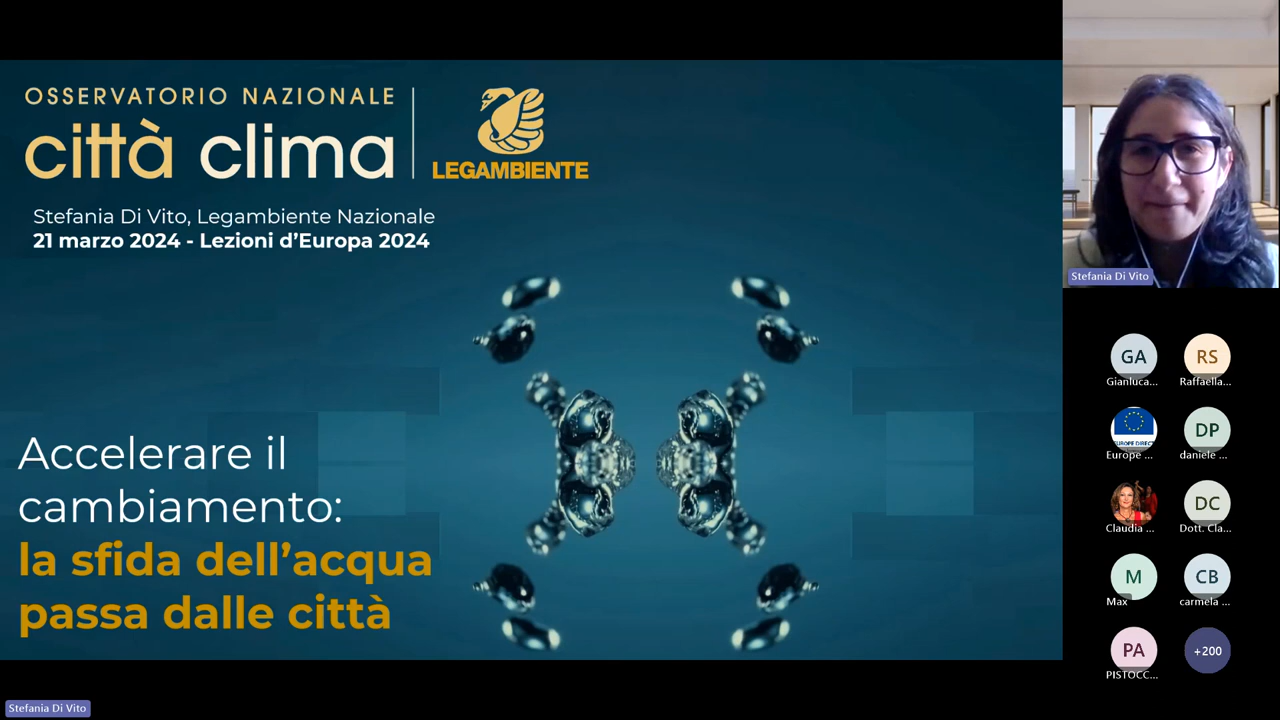 OSSERVATORIO NAZIONALE
città clima
LEGAMBIENTE
Stefania Di Vito, Legambiente Nazionale
21 marzo 2024 - Lezioni d’Europa 2024
Accelerare il
cambiamento:
la sfida dell’acqua
passa dalle città
Stefania Di Vito
Stefania Di Vito
GA
RS
Gianluca...
Raffaella...
EUROPE DIRECT
DP
Europe ...
daniele ...
DC
Claudia ...
Dott. Cla...
M
CB
Max
carmela ...
PA
+200
PISTOCC...